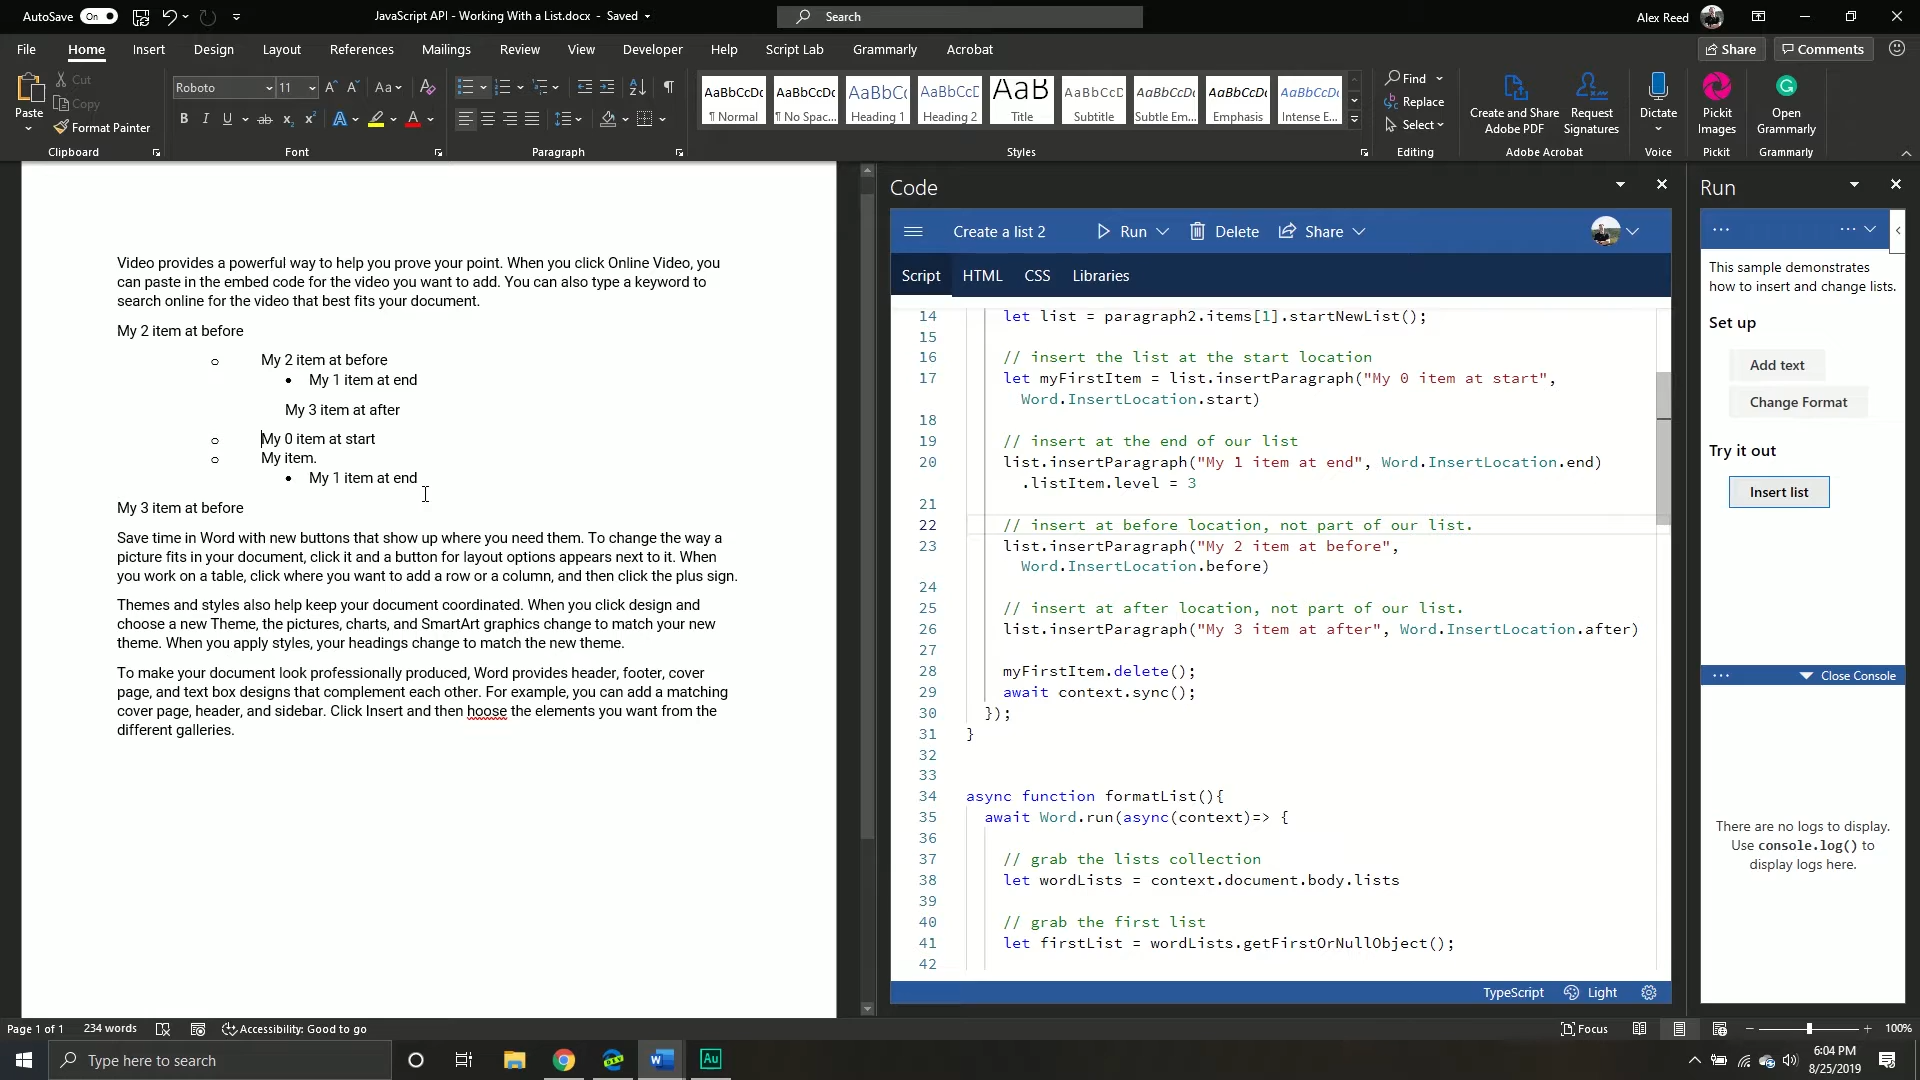 AutoSave On JavaScript API - Working With a List.docx - Saved Search Alex Reed
File Home Insert Design Layout References Mailings Review View Developer Help Script Lab Grammarly Acrobat Share Comments
Paste
Cut
Copy
Format Painter
Clipboard
Roboto 11
Font
Paragraph
AaBbCcDc AaBbCcDc AaBbC( AaBbCcD AaB AaBbCcD AaBbCcDt AaBbCcDt AaBbCcDt
¶ Normal ¶ No Spac... Heading 1 Heading 2 Title Subtitle Subtle Em... Emphasis Intense E...
Styles
Find
Replace
Select
Editing
Create and Share
Adobe PDF
Request
Signatures
Adobe Acrobat
Dictate
Voice
Pickit
Images
Pickit
Open
Grammarly
Grammarly
Video provides a powerful way to help you prove your point. When you click Online Video, you
can paste in the embed code for the video you want to add. You can also type a keyword to
search online for the video that best fits your document.
My 2 item at before
o My 2 item at before
• My 1 item at end
My 3 item at after
o My 0 item at start
o My item.
• My 1 item at end
My 3 item at before
Save time in Word with new buttons that show up where you need them. To change the way a
picture fits in your document, click it and a button for layout options appears next to it. When
you work on a table, click where you want to add a row or a column, and then click the plus sign.
Themes and styles also help keep your document coordinated. When you click design and
choose a new Theme, the pictures, charts, and SmartArt graphics change to match your new
theme. When you apply styles, your headings change to match the new theme.
To make your document look professionally produced, Word provides header, footer, cover
page, and text box designs that complement each other. For example, you can add a matching
cover page, header, and sidebar. Click Insert and then hoose the elements you want from the
different galleries.
Code
Create a list 2 Run Delete Share
Script HTML CSS Libraries
14 let list = paragraph2.items[1].startNewList();
15
16 // insert the list at the start location
17 let myFirstItem = list.insertParagraph("My 0 item at start",
Word.InsertLocation.start)
18
19 // insert at the end of our list
20 list.insertParagraph("My 1 item at end", Word.InsertLocation.end)
.listItem.level = 3
21
22 // insert at before location, not part of our list.
23 list.insertParagraph("My 2 item at before",
Word.InsertLocation.before)
24
25 // insert at after location, not part of our list.
26 list.insertParagraph("My 3 item at after", Word.InsertLocation.after)
27
28 myFirstItem.delete();
29 await context.sync();
30 });
31 }
32
33
34 async function formatList(){
35 await Word.run(async(context)=> {
36
37 // grab the lists collection
38 let wordLists = context.document.body.lists
39
40 // grab the first list
41 let firstList = wordLists.getFirstOrNullObject();
42
TypeScript Light
Run
This sample demonstrates
how to insert and change lists.
Set up
Add text
Change Format
Try it out
Insert list
Close Console
There are no logs to display.
Use console.log() to
display logs here.
Page 1 of 1 234 words Accessibility: Good to go Focus 100%
Type here to search DEV W Au 6:04 PM
8/25/2019